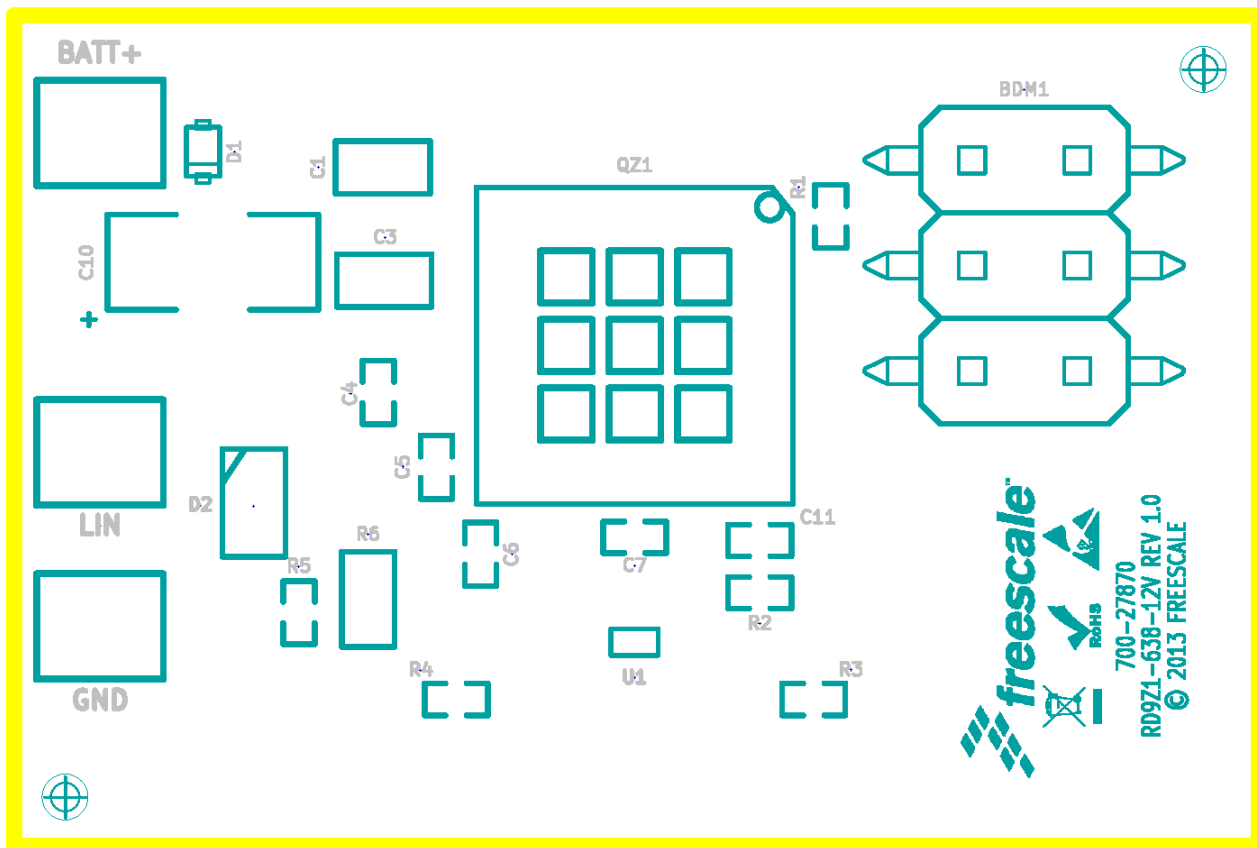 BATT+
BDM1
D1
C1
QZ1
R1
C3
C10
+
C4
C5
D2
LIN
R6
C6
C7
C11
R5
R2
U1
R4
R3
GND
freescale™
RoHS
700-27870
RD9Z1-638-12V REV 1.0
© 2013 FREESCALE